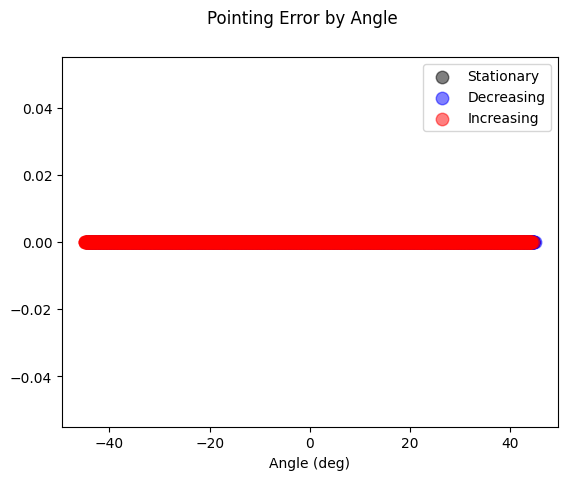 Pointing Error by Angle
Stationary
Decreasing
Increasing
0.04
0.02
0.00
−0.02
−0.04
−40
−20
0
20
40
Angle (deg)